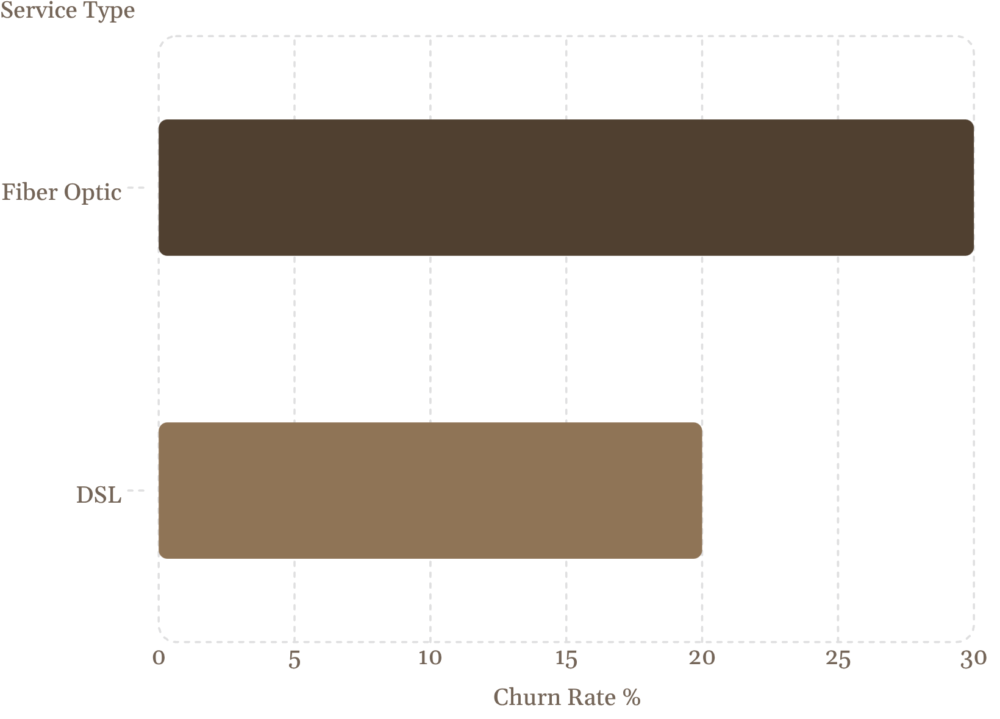 Service Type
Fiber Optic
DSL
0 5 10 15 20 25 30
Churn Rate %